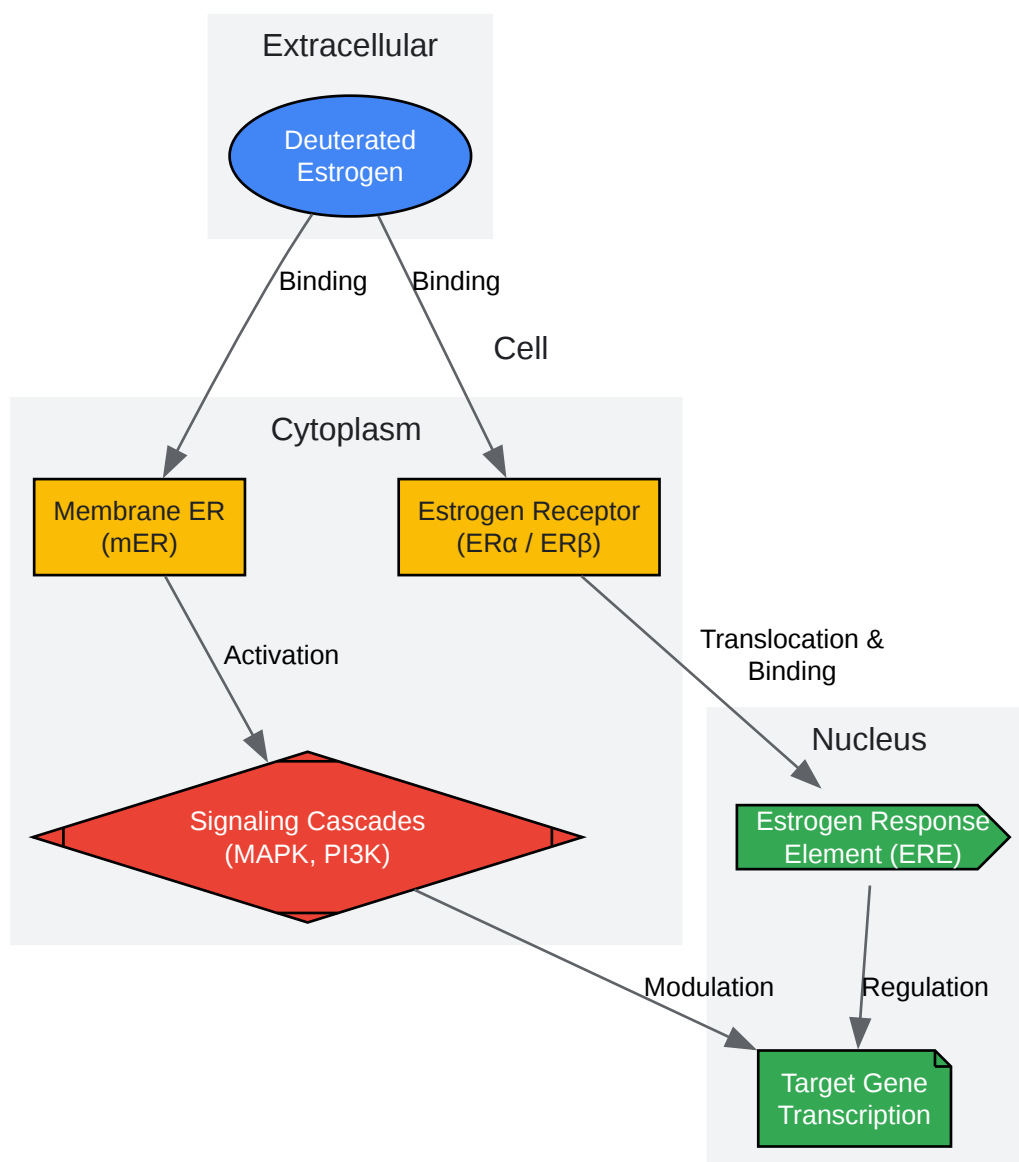 Extracellular
Deuterated
Estrogen
Binding
Binding
Cell
Cytoplasm
Membrane ER
(mER)
Estrogen Receptor
(ERα / ERβ)
Activation
Translocation &
Binding
Nucleus
Signaling Cascades
(MAPK, PI3K)
Estrogen Response
Element (ERE)
Modulation
Regulation
Target Gene
Transcription